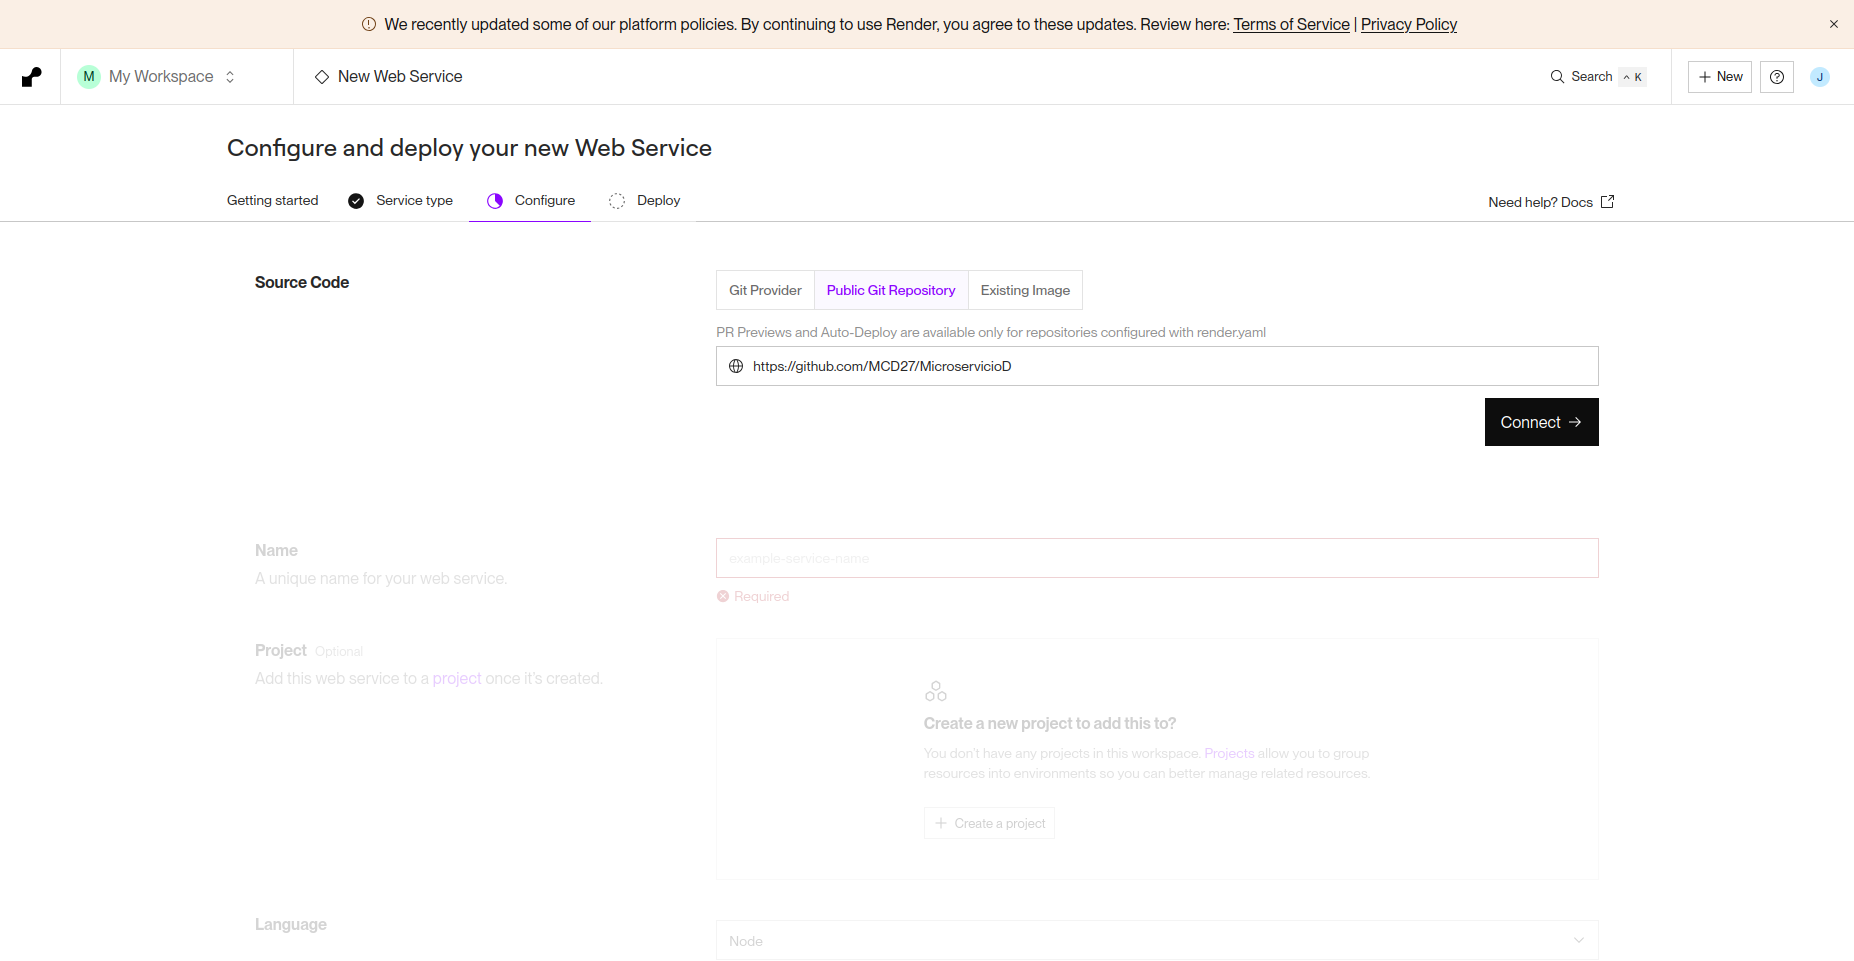 We recently updated some of our platform policies. By continuing to use Render, you agree to these updates. Review here: Terms of Service | Privacy Policy
M My Workspace
New Web Service
Search ^ K
+ New
J
Configure and deploy your new Web Service
Getting started
Service type
Configure
Deploy
Need help? Docs
Source Code
Git Provider
Public Git Repository
Existing Image
PR Previews and Auto-Deploy are available only for repositories configured with render.yaml
https://github.com/MCD27/MicroservicioD
Connect →
Name
A unique name for your web service.
example-service-name
Required
Project Optional
Add this web service to a project once it's created.
Create a new project to add this to?
You don't have any projects in this workspace. Projects allow you to group
resources into environments so you can better manage related resources.
+ Create a project
Language
Node